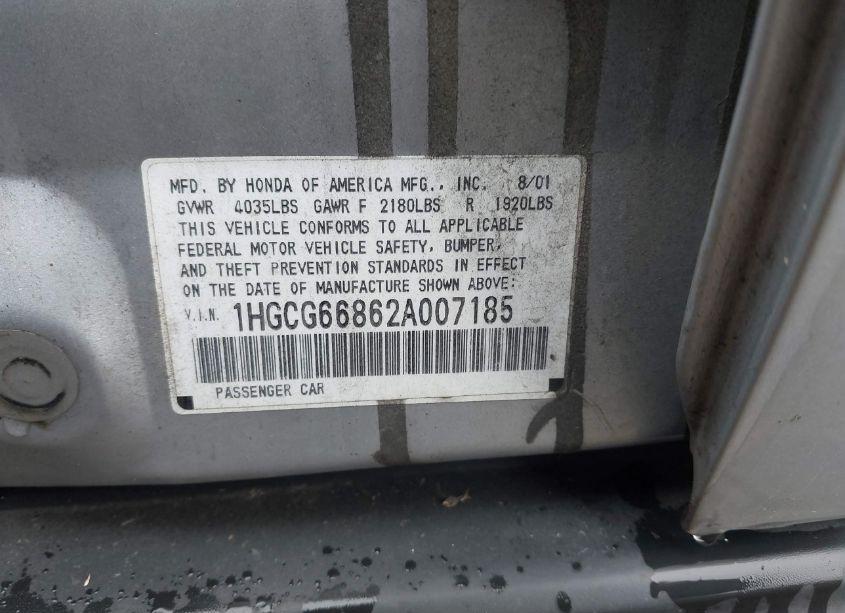 MFD. BY HONDA OF AMERICA MFG., INC. 8/01
GVWR 4035LBS GAWR F 2180LBS R 1920LBS
THIS VEHICLE CONFORMS TO ALL APPLICABLE
FEDERAL MOTOR VEHICLE SAFETY, BUMPER,
AND THEFT PREVENTION STANDARDS IN EFFECT
ON THE DATE OF MANUFACTURE SHOWN ABOVE:
V.I.N. 1HGCG66862A007185
PASSENGER CAR